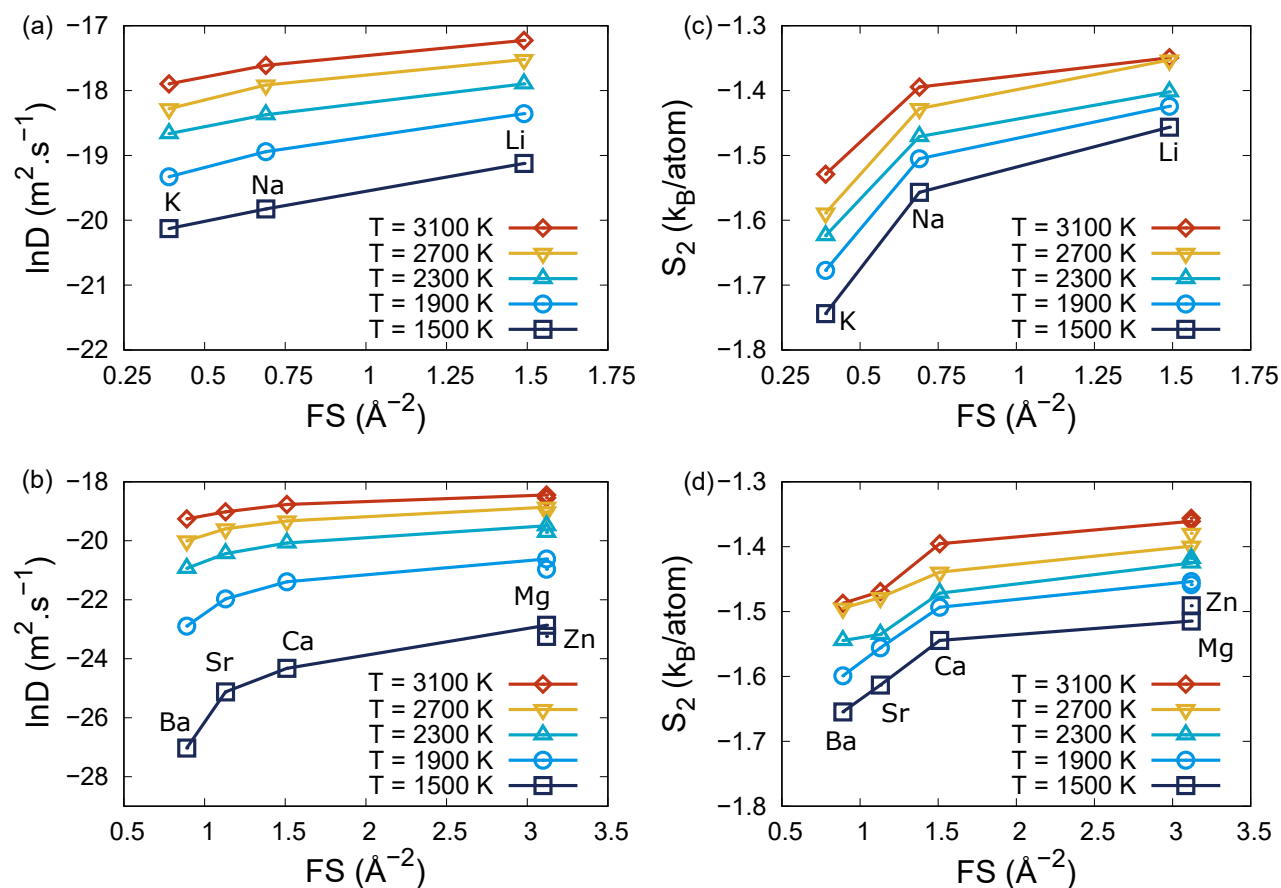 (a)
lnD (m².s⁻¹)
−17
−18
−19
−20
−21
−22
K
Na
Li
T = 3100 K
T = 2700 K
T = 2300 K
T = 1900 K
T = 1500 K
0.25 0.5 0.75 1 1.25 1.5 1.75
FS (Å⁻²)
(c)
S₂ (k_B/atom)
−1.3
−1.4
−1.5
−1.6
−1.7
−1.8
K
Na
Li
T = 3100 K
T = 2700 K
T = 2300 K
T = 1900 K
T = 1500 K
0.25 0.5 0.75 1 1.25 1.5 1.75
FS (Å⁻²)
(b)
lnD (m².s⁻¹)
−18
−20
−22
−24
−26
−28
Ba
Sr
Ca
Mg
Zn
T = 3100 K
T = 2700 K
T = 2300 K
T = 1900 K
T = 1500 K
0.5 1 1.5 2 2.5 3 3.5
FS (Å⁻²)
(d)
S₂ (k_B/atom)
−1.3
−1.4
−1.5
−1.6
−1.7
−1.8
Ba
Sr
Ca
Zn
Mg
T = 3100 K
T = 2700 K
T = 2300 K
T = 1900 K
T = 1500 K
0.5 1 1.5 2 2.5 3 3.5
FS (Å⁻²)